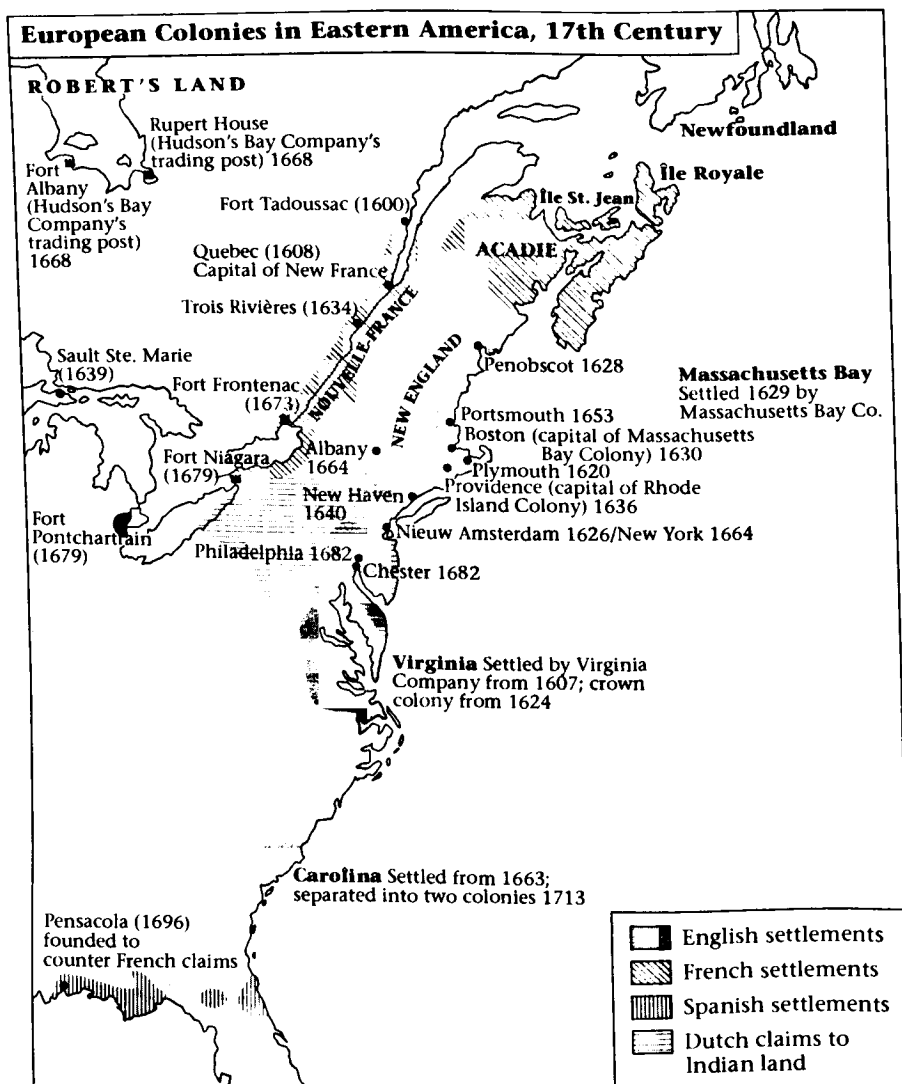 European Colonies in Eastern America, 17th Century
ROBERT'S LAND
Rupert House
(Hudson's Bay Company's
trading post) 1668
Fort
Albany
(Hudson's Bay
Company's
trading post)
1668
Newfoundland
Île Royale
Île St. Jean
Fort Tadoussac (1600)
ACADIE
Quebec (1608)
Capital of New France
Trois Rivières (1634)
NOUVELLE-FRANCE
NEW ENGLAND
Sault Ste. Marie
(1639)
Penobscot 1628
Massachusetts Bay
Settled 1629 by
Massachusetts Bay Co.
Fort Frontenac
(1673)
Portsmouth 1653
Boston (capital of Massachusetts
Bay Colony) 1630
Fort Niagara
(1679)
Albany
1664
Plymouth 1620
Providence (capital of Rhode
Island Colony) 1636
New Haven
1640
Fort
Pontchartrain
(1679)
Nieuw Amsterdam 1626/New York 1664
Philadelphia 1682
Chester 1682
Virginia Settled by Virginia
Company from 1607; crown
colony from 1624
Carolina Settled from 1663;
separated into two colonies 1713
Pensacola (1696)
founded to
counter French claims
English settlements
French settlements
Spanish settlements
Dutch claims to
Indian land